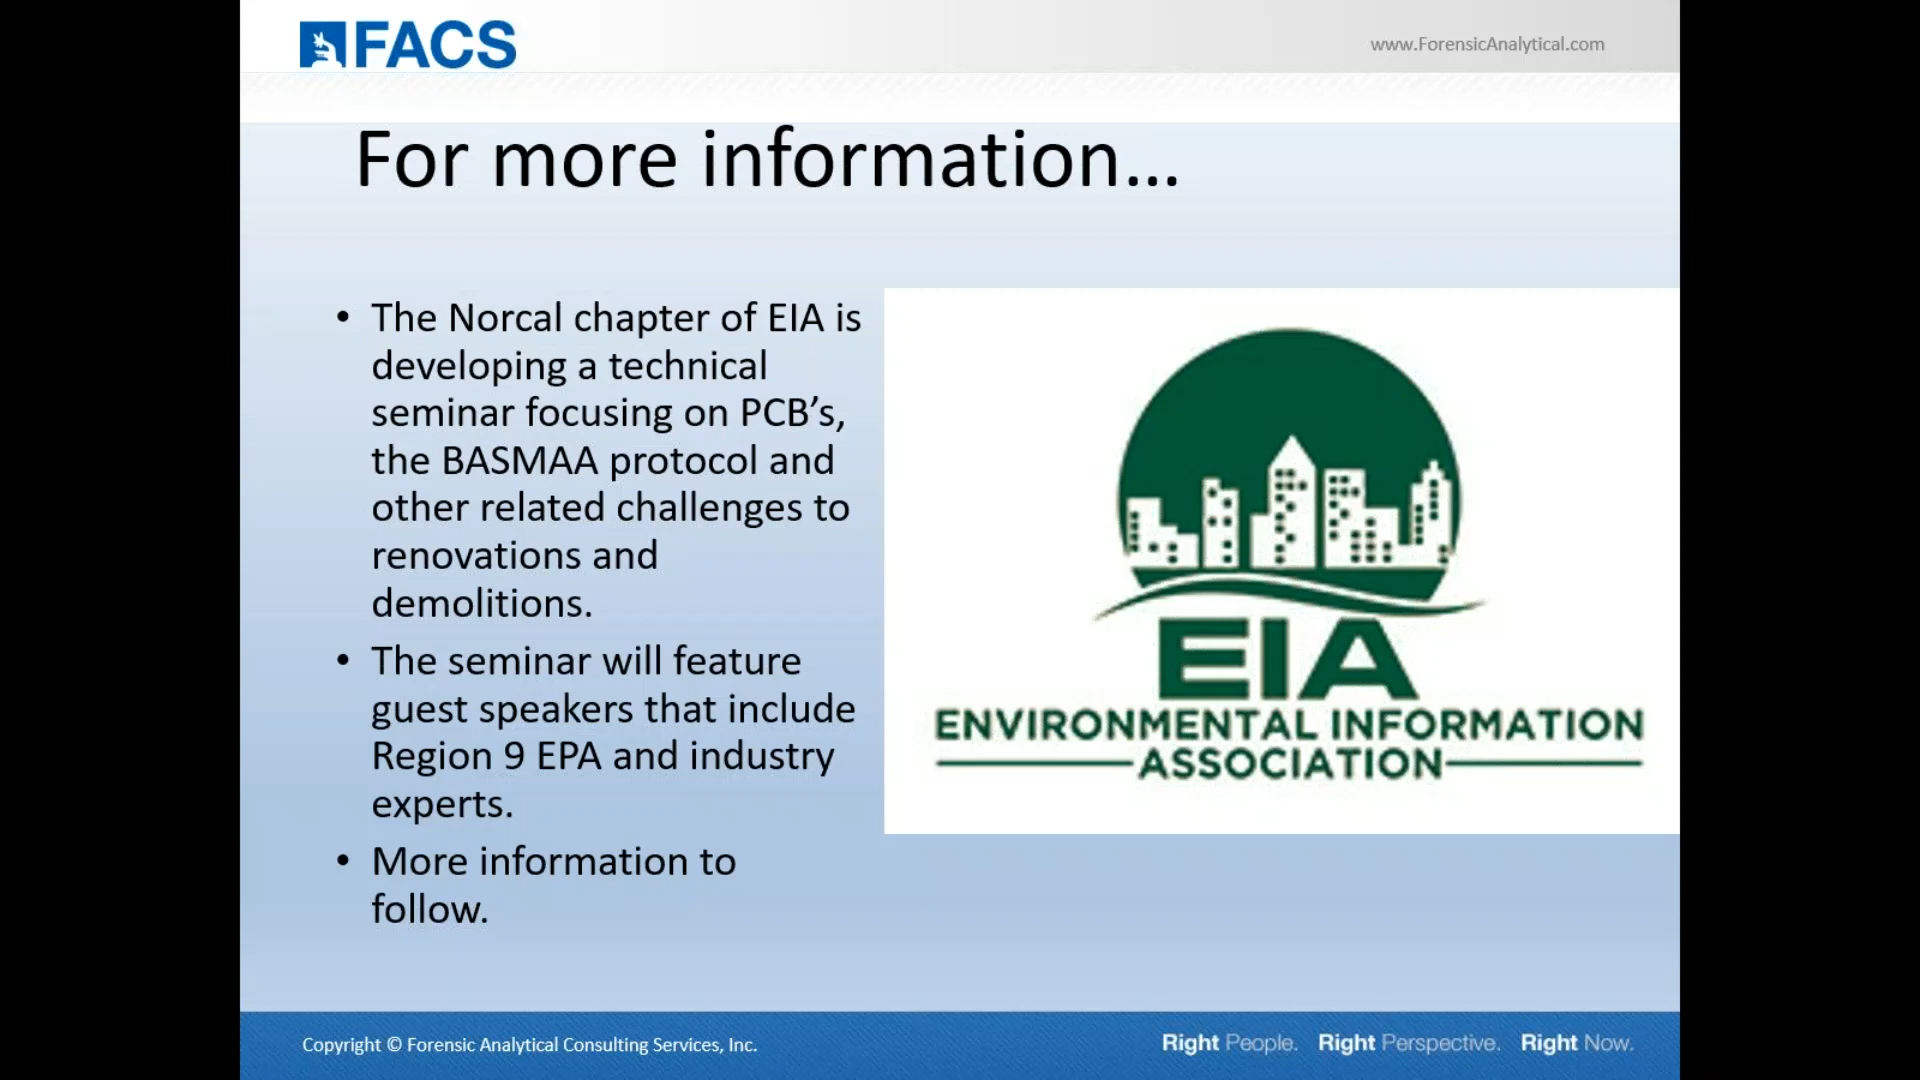 FACS
www.ForensicAnalytical.com
For more information...
• The Norcal chapter of EIA is
developing a technical
seminar focusing on PCB’s,
the BASMAA protocol and
other related challenges to
renovations and
demolitions.
• The seminar will feature
guest speakers that include
Region 9 EPA and industry
experts.
• More information to
follow.
EIA
ENVIRONMENTAL INFORMATION
ASSOCIATION
Copyright © Forensic Analytical Consulting Services, Inc.
Right People. Right Perspective. Right Now.